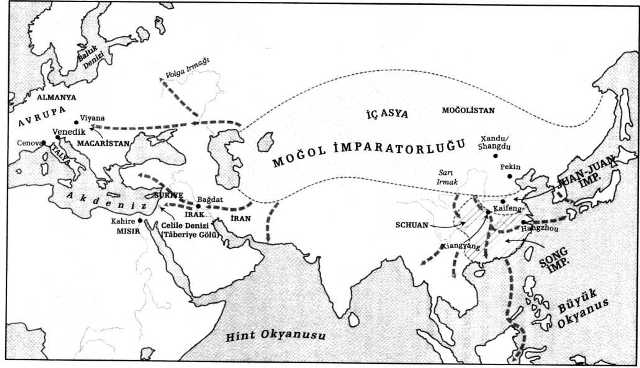 Baltık
Denizi
Volga Irmağı
ALMANYA
AVRUPA
Viyana
Venedik
Cenova
İTALYA
MACARİSTAN
İÇ ASYA
MOĞOLİSTAN
MOĞOL İMPARATORLUĞU
Xandu/
Shangdu
Pekin
Sarı
Irmak
JUAN-JUAN
IMP.
Kaifeng
Hangzhou
SCHUAN
Xiangyang
SONG
IMP.
Akdeniz
SURİYE
Bağdat
IRAK
İRAN
Kahire
MISIR
Celile Denizi
(Taberiye Gölü)
Hint Okyanusu
Büyük
Okyanus